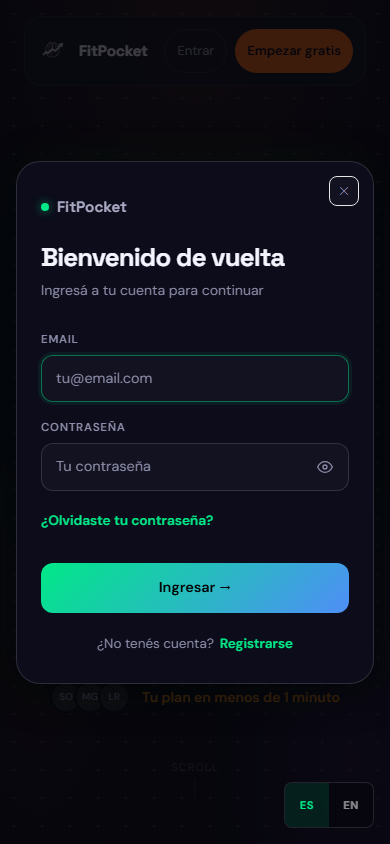 FitPocket
Entrar
Empezar gratis
FitPocket
Bienvenido de vuelta
Ingresá a tu cuenta para continuar
EMAIL
tu@email.com
CONTRASEÑA
Tu contraseña
¿Olvidaste tu contraseña?
Ingresar →
¿No tenés cuenta? Registrarse
SO MG LR Tu plan en menos de 1 minuto
SCROLL
ES EN